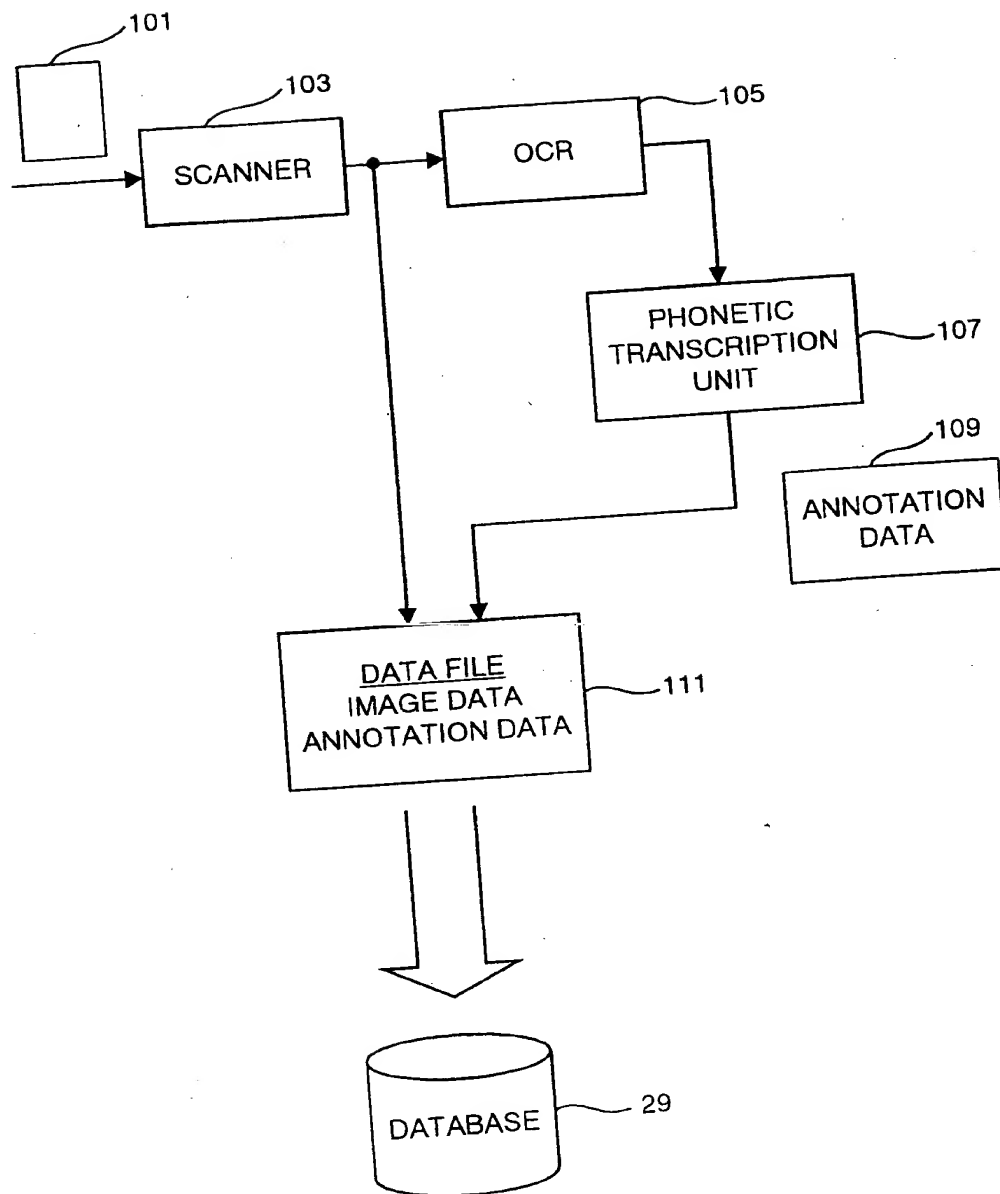 101
103
105
SCANNER
OCR
PHONETIC
TRANSCRIPTION
UNIT
107
109
ANNOTATION
DATA
DATA FILE
IMAGE DATA
ANNOTATION DATA
111
DATABASE
29